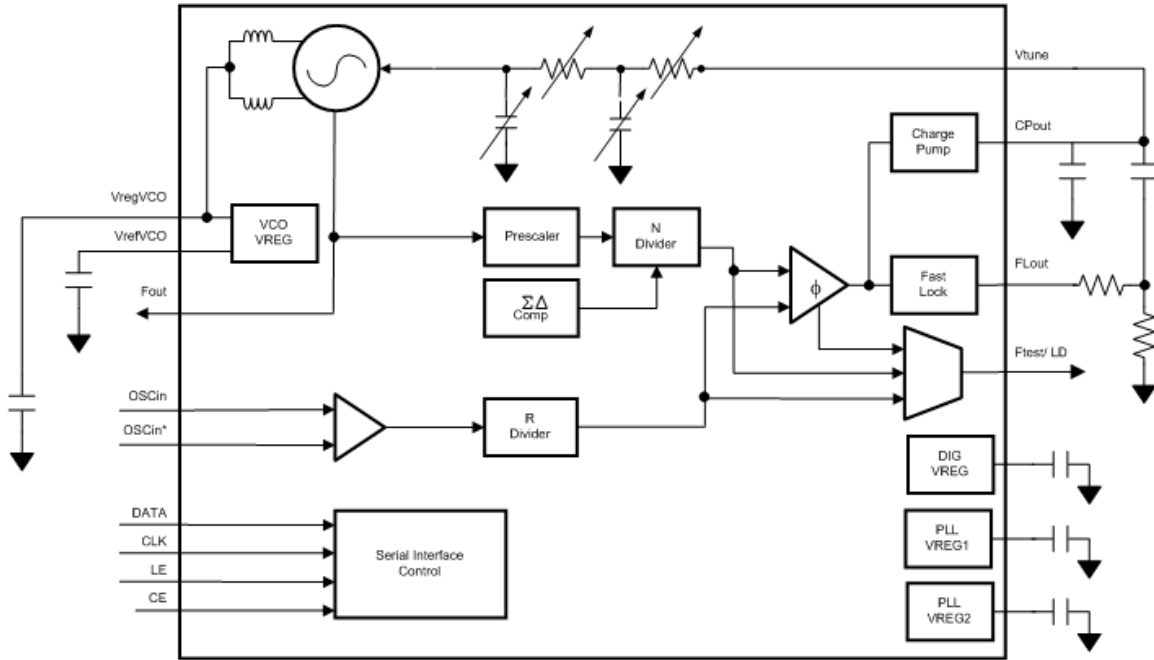 Vtune
Charge
Pump
CPout
VregVCO
VCO
VREG
VrefVCO
Prescaler
N
Divider
Fout
ΣΔ
Comp
ϕ
Fast
Lock
FLout
Ftest/ LD
OSCin
OSCin*
R
Divider
DIG
VREG
DATA
CLK
LE
CE
Serial Interface
Control
PLL
VREG1
PLL
VREG2